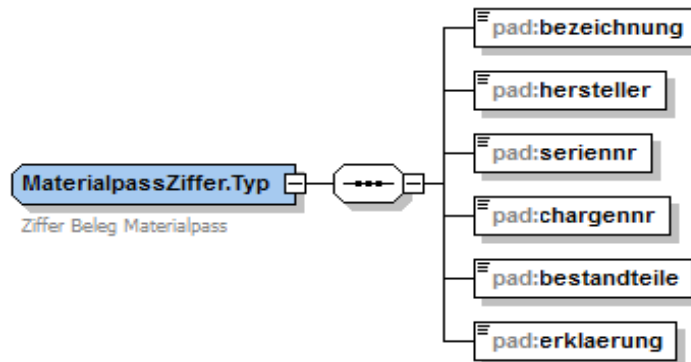 pad:bezeichnung
pad:hersteller
pad:seriennr
MaterialpassZiffer.Typ
Ziffer Beleg Materialpass
pad:chargennr
pad:bestandteile
pad:erklaerung